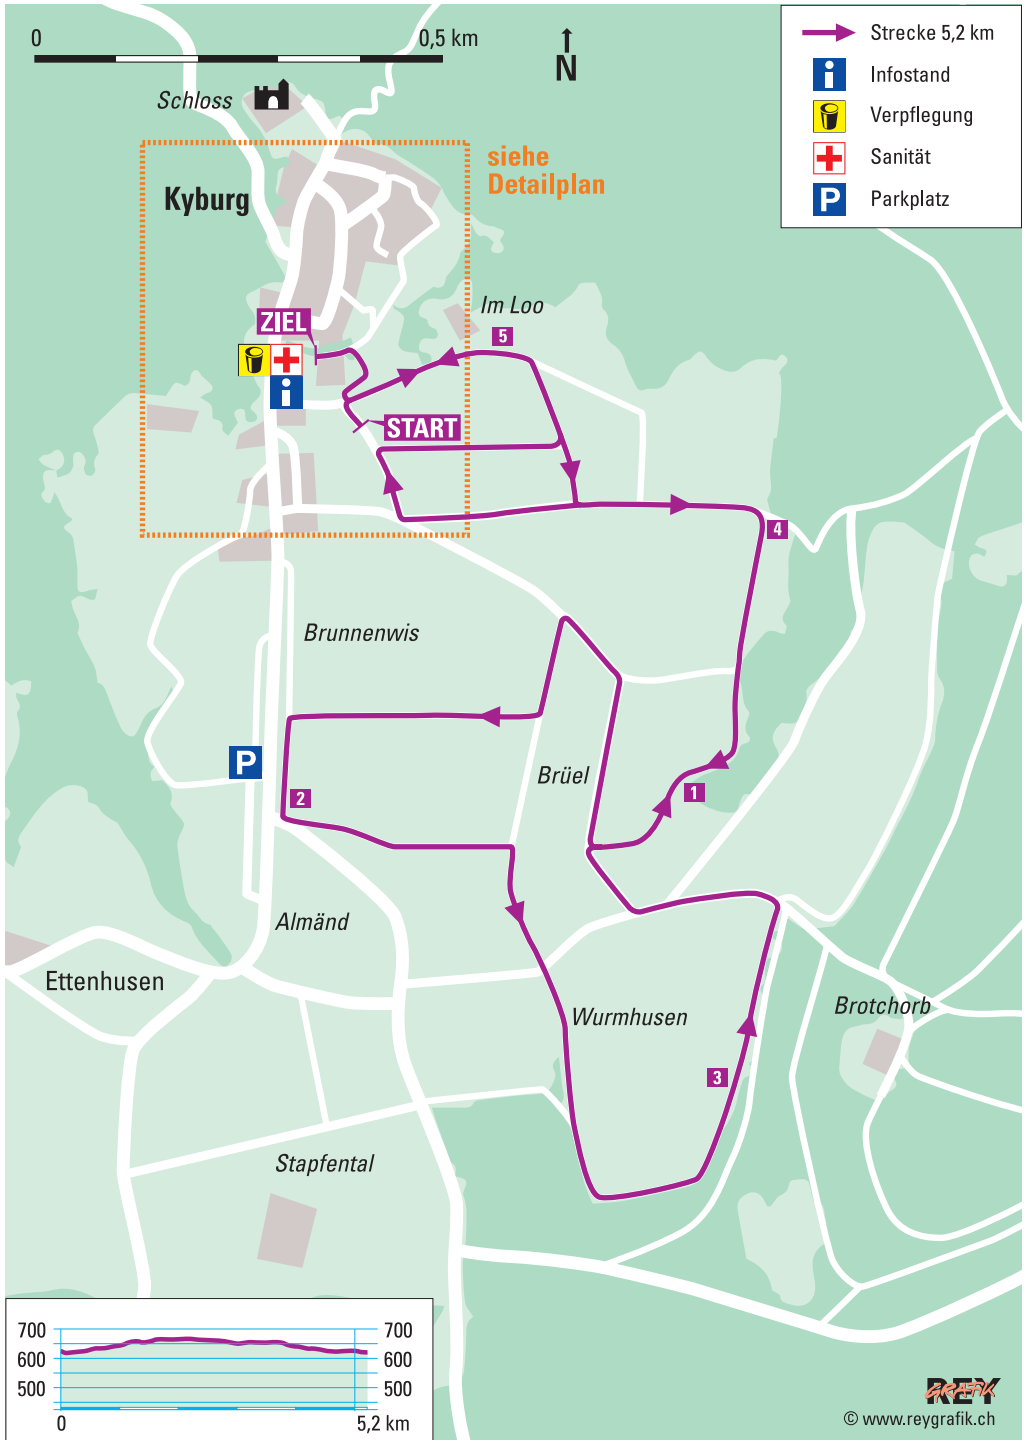 0
0,5 km
N
Schloss
Kyburg
siehe
Detailplan
Strecke 5,2 km
i
Infostand
Verpflegung
Sanität
P
Parkplatz
ZIEL
Im Loo
5
i
START
4
Brunnenwis
P
2
Brüel
1
Almänd
Ettenhusen
Wurmhusen
Brotchorb
3
Stapfental
700
700
600
600
500
500
0
5,2 km
REY
GRAFIK
© www.reygrafik.ch